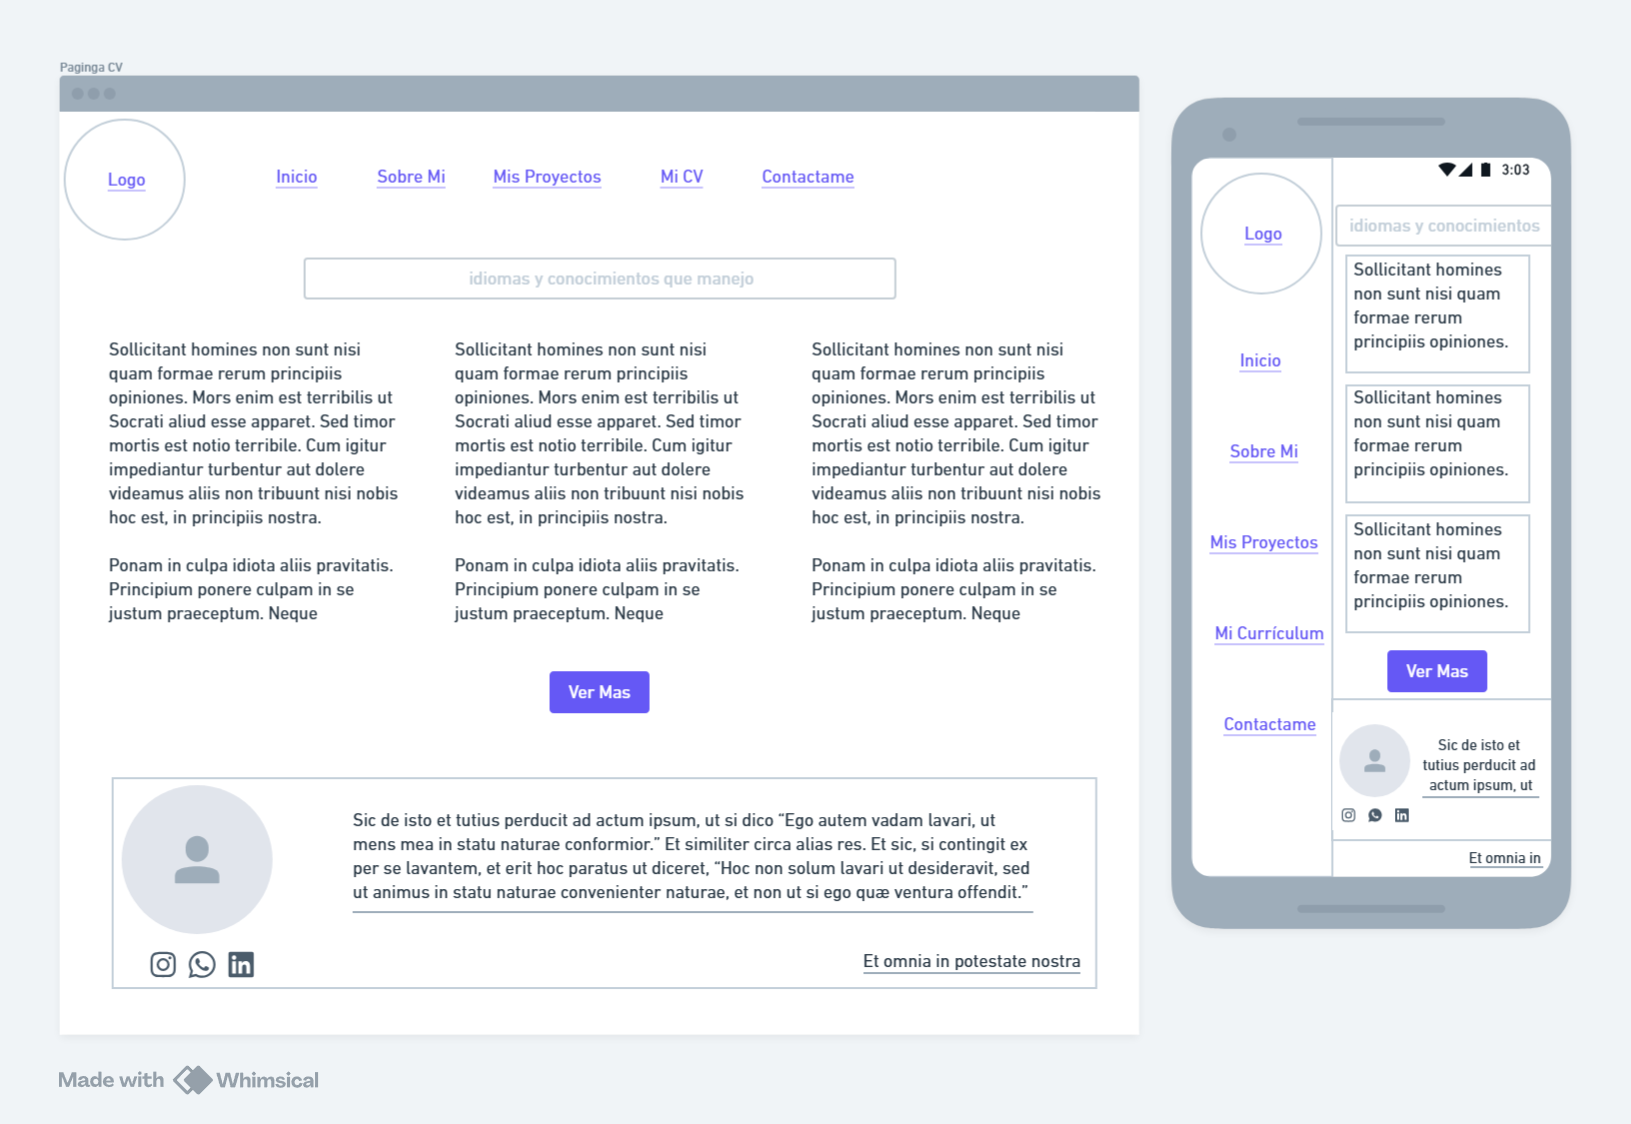 Paginga CV
Logo
Inicio
Sobre Mi
Mis Proyectos
Mi CV
Contactame
idiomas y conocimientos que manejo
Sollicitant homines non sunt nisi
quam formae rerum principiis
opiniones. Mors enim est terribilis ut
Socrati aliud esse apparet. Sed timor
mortis est notio terribile. Cum igitur
impediantur turbentur aut dolere
videamus aliis non tribuunt nisi nobis
hoc est, in principiis nostra.
Ponam in culpa idiota aliis pravitatis.
Principium ponere culpam in se
justum praeceptum. Neque
Sollicitant homines non sunt nisi
quam formae rerum principiis
opiniones. Mors enim est terribilis ut
Socrati aliud esse apparet. Sed timor
mortis est notio terribile. Cum igitur
impediantur turbentur aut dolere
videamus aliis non tribuunt nisi nobis
hoc est, in principiis nostra.
Ponam in culpa idiota aliis pravitatis.
Principium ponere culpam in se
justum praeceptum. Neque
Sollicitant homines non sunt nisi
quam formae rerum principiis
opiniones. Mors enim est terribilis ut
Socrati aliud esse apparet. Sed timor
mortis est notio terribile. Cum igitur
impediantur turbentur aut dolere
videamus aliis non tribuunt nisi nobis
hoc est, in principiis nostra.
Ponam in culpa idiota aliis pravitatis.
Principium ponere culpam in se
justum praeceptum. Neque
Ver Mas
Sic de isto et tutius perducit ad actum ipsum, ut si dico “Ego autem vadam lavari, ut
mens mea in statu naturae conformior.” Et similiter circa alias res. Et sic, si contingit ex
per se lavantem, et erit hoc paratus ut diceret, “Hoc non solum lavari ut desideravit, sed
ut animus in statu naturae convenienter naturae, et non ut si ego quæ ventura offendit.”
Et omnia in potestate nostra
3:03
Logo
Inicio
Sobre Mi
Mis Proyectos
Mi Currículum
Contactame
idiomas y conocimientos
Sollicitant homines
non sunt nisi quam
formae rerum
principiis opiniones.
Sollicitant homines
non sunt nisi quam
formae rerum
principiis opiniones.
Sollicitant homines
non sunt nisi quam
formae rerum
principiis opiniones.
Ver Mas
Sic de isto et
tutius perducit ad
actum ipsum, ut
Et omnia in
Made with Whimsical